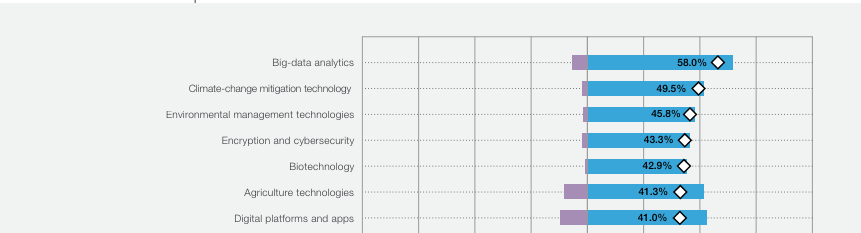 Big-data analytics 58.0%
Climate-change mitigation technology 49.5%
Environmental management technologies 45.8%
Encryption and cybersecurity 43.3%
Biotechnology 42.9%
Agriculture technologies 41.3%
Digital platforms and apps 41.0%